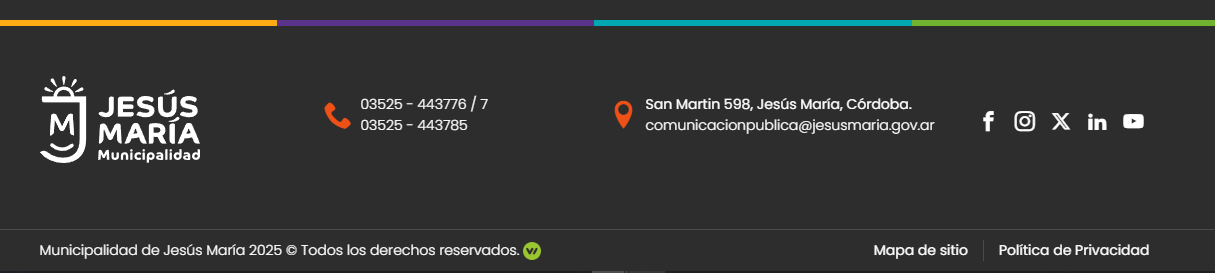 JESÚS
MARÍA
Municipalidad
03525 - 443776 / 7
03525 - 443785
San Martin 598, Jesús María, Córdoba.
comunicacionpublica@jesusmaria.gov.ar
Municipalidad de Jesús María 2025 © Todos los derechos reservados.
Mapa de sitio
Política de Privacidad